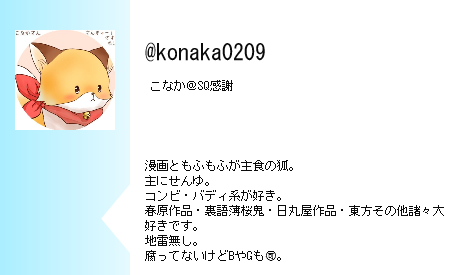 @konaka0209
こなか@SQ感謝
漫画ともふもふが主食の狐。
主にせんゆ。
コンビ・バディ系が好き。
春原作品・裏語薄桜鬼・日丸屋作品・東方その他諸々大
好きです。
地雷無し。
腐ってないけどBやGも㊭。